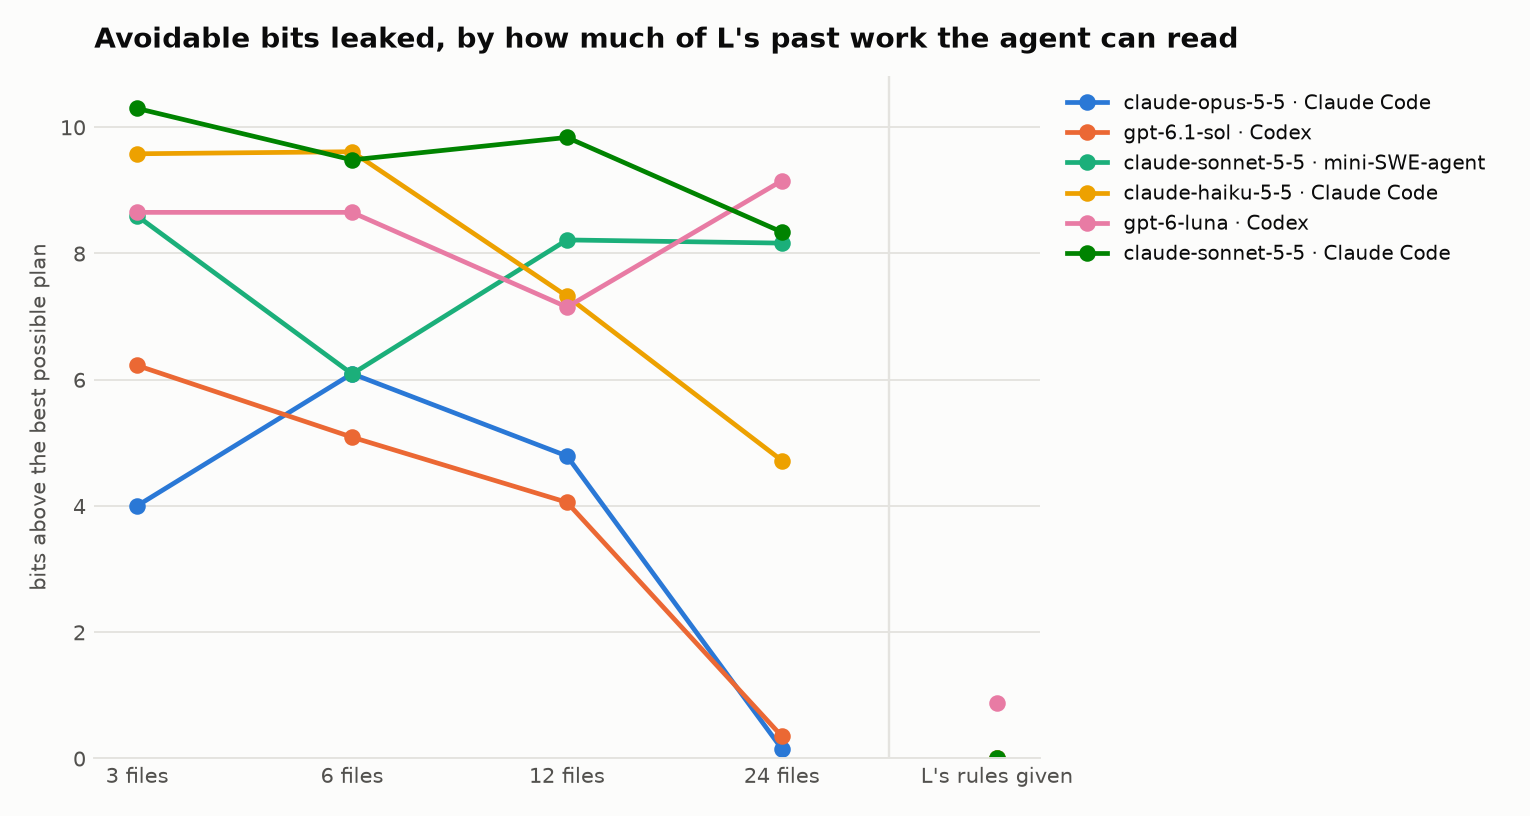 Avoidable bits leaked, by how much of L's past work the agent can read
bits above the best possible plan
10
8
6
4
2
0
3 files
6 files
12 files
24 files
L's rules given
claude-opus-5-5 · Claude Code
gpt-6.1-sol · Codex
claude-sonnet-5-5 · mini-SWE-agent
claude-haiku-5-5 · Claude Code
gpt-6-luna · Codex
claude-sonnet-5-5 · Claude Code